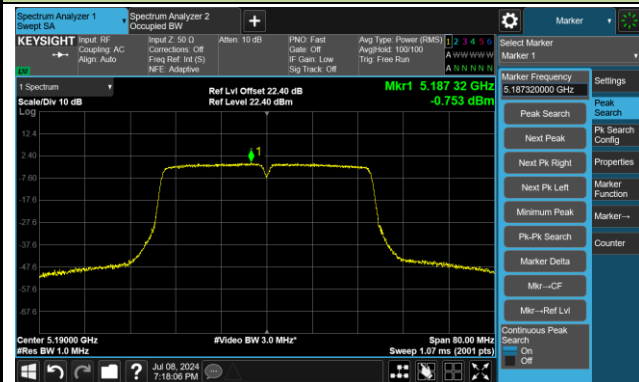 Spectrum Analyzer 1
Swept SA
Spectrum Analyzer 2
Occupied BW
Marker
KEYSIGHT
Input: RF
Coupling: AC
Align: Auto
Input Z: 50 Ω
Corrections: Off
Freq Ref: Int (S)
NFE: Adaptive
Atten: 10 dB
PNO: Fast
Gate: Off
IF Gain: Low
Sig Track: Off
Avg Type: Power (RMS)
Avg|Hold: 100/100
Trig: Free Run
1 2 3 4 5 6
A W W W W W
A N N N N N
LVI
Select Marker
Marker 1
1 Spectrum
Scale/Div 10 dB
Log
Ref Lvl Offset 22.40 dB
Ref Level 22.40 dBm
Mkr1 5.187 32 GHz
-0.753 dBm
12.4
2.40
-7.60
-17.6
-27.6
-37.6
-47.6
-57.6
-67.6
1
Center 5.19000 GHz
#Res BW 1.0 MHz
#Video BW 3.0 MHz*
Span 80.00 MHz
Sweep 1.07 ms (2001 pts)
Marker Frequency
5.187320000 GHz
Peak Search
Next Peak
Next Pk Right
Next Pk Left
Minimum Peak
Pk-Pk Search
Marker Delta
Mkr→CF
Mkr→Ref Lvl
Continuous Peak
Search
On
Off
Settings
Peak
Search
Pk Search
Config
Properties
Marker
Function
Marker→
Counter
Jul 08, 2024
7:18:06 PM